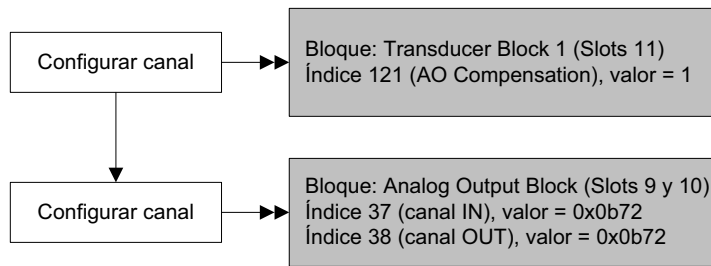 Configurar canal
Bloque: Transducer Block 1 (Slots 11)
Índice 121 (AO Compensation), valor = 1
Configurar canal
Bloque: Analog Output Block (Slots 9 y 10)
Índice 37 (canal IN), valor = 0x0b72
Índice 38 (canal OUT), valor = 0x0b72